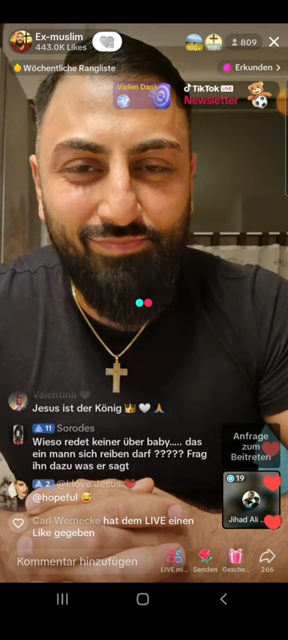 Ex-muslim
443.0K Likes
809
Wöchentliche Rangliste
Erkunden >
Vielen Dank
TikTok LIVE
Newsletter
Valentina
Jesus ist der König 👑 🤍 🙏
11 Sorodes
Wieso redet keiner über baby..... das
ein mann sich reiben darf ????? Frag
ihn dazu was er sagt
2 @I love Jesus
@hopeful 😅
Carl Wernecke hat dem LIVE einen
Like gegeben
Anfrage
zum
Beitreten
19
Jihad Ali ..
Kommentar hinzufügen
LIVE mi...
Senden
Gesche...
266